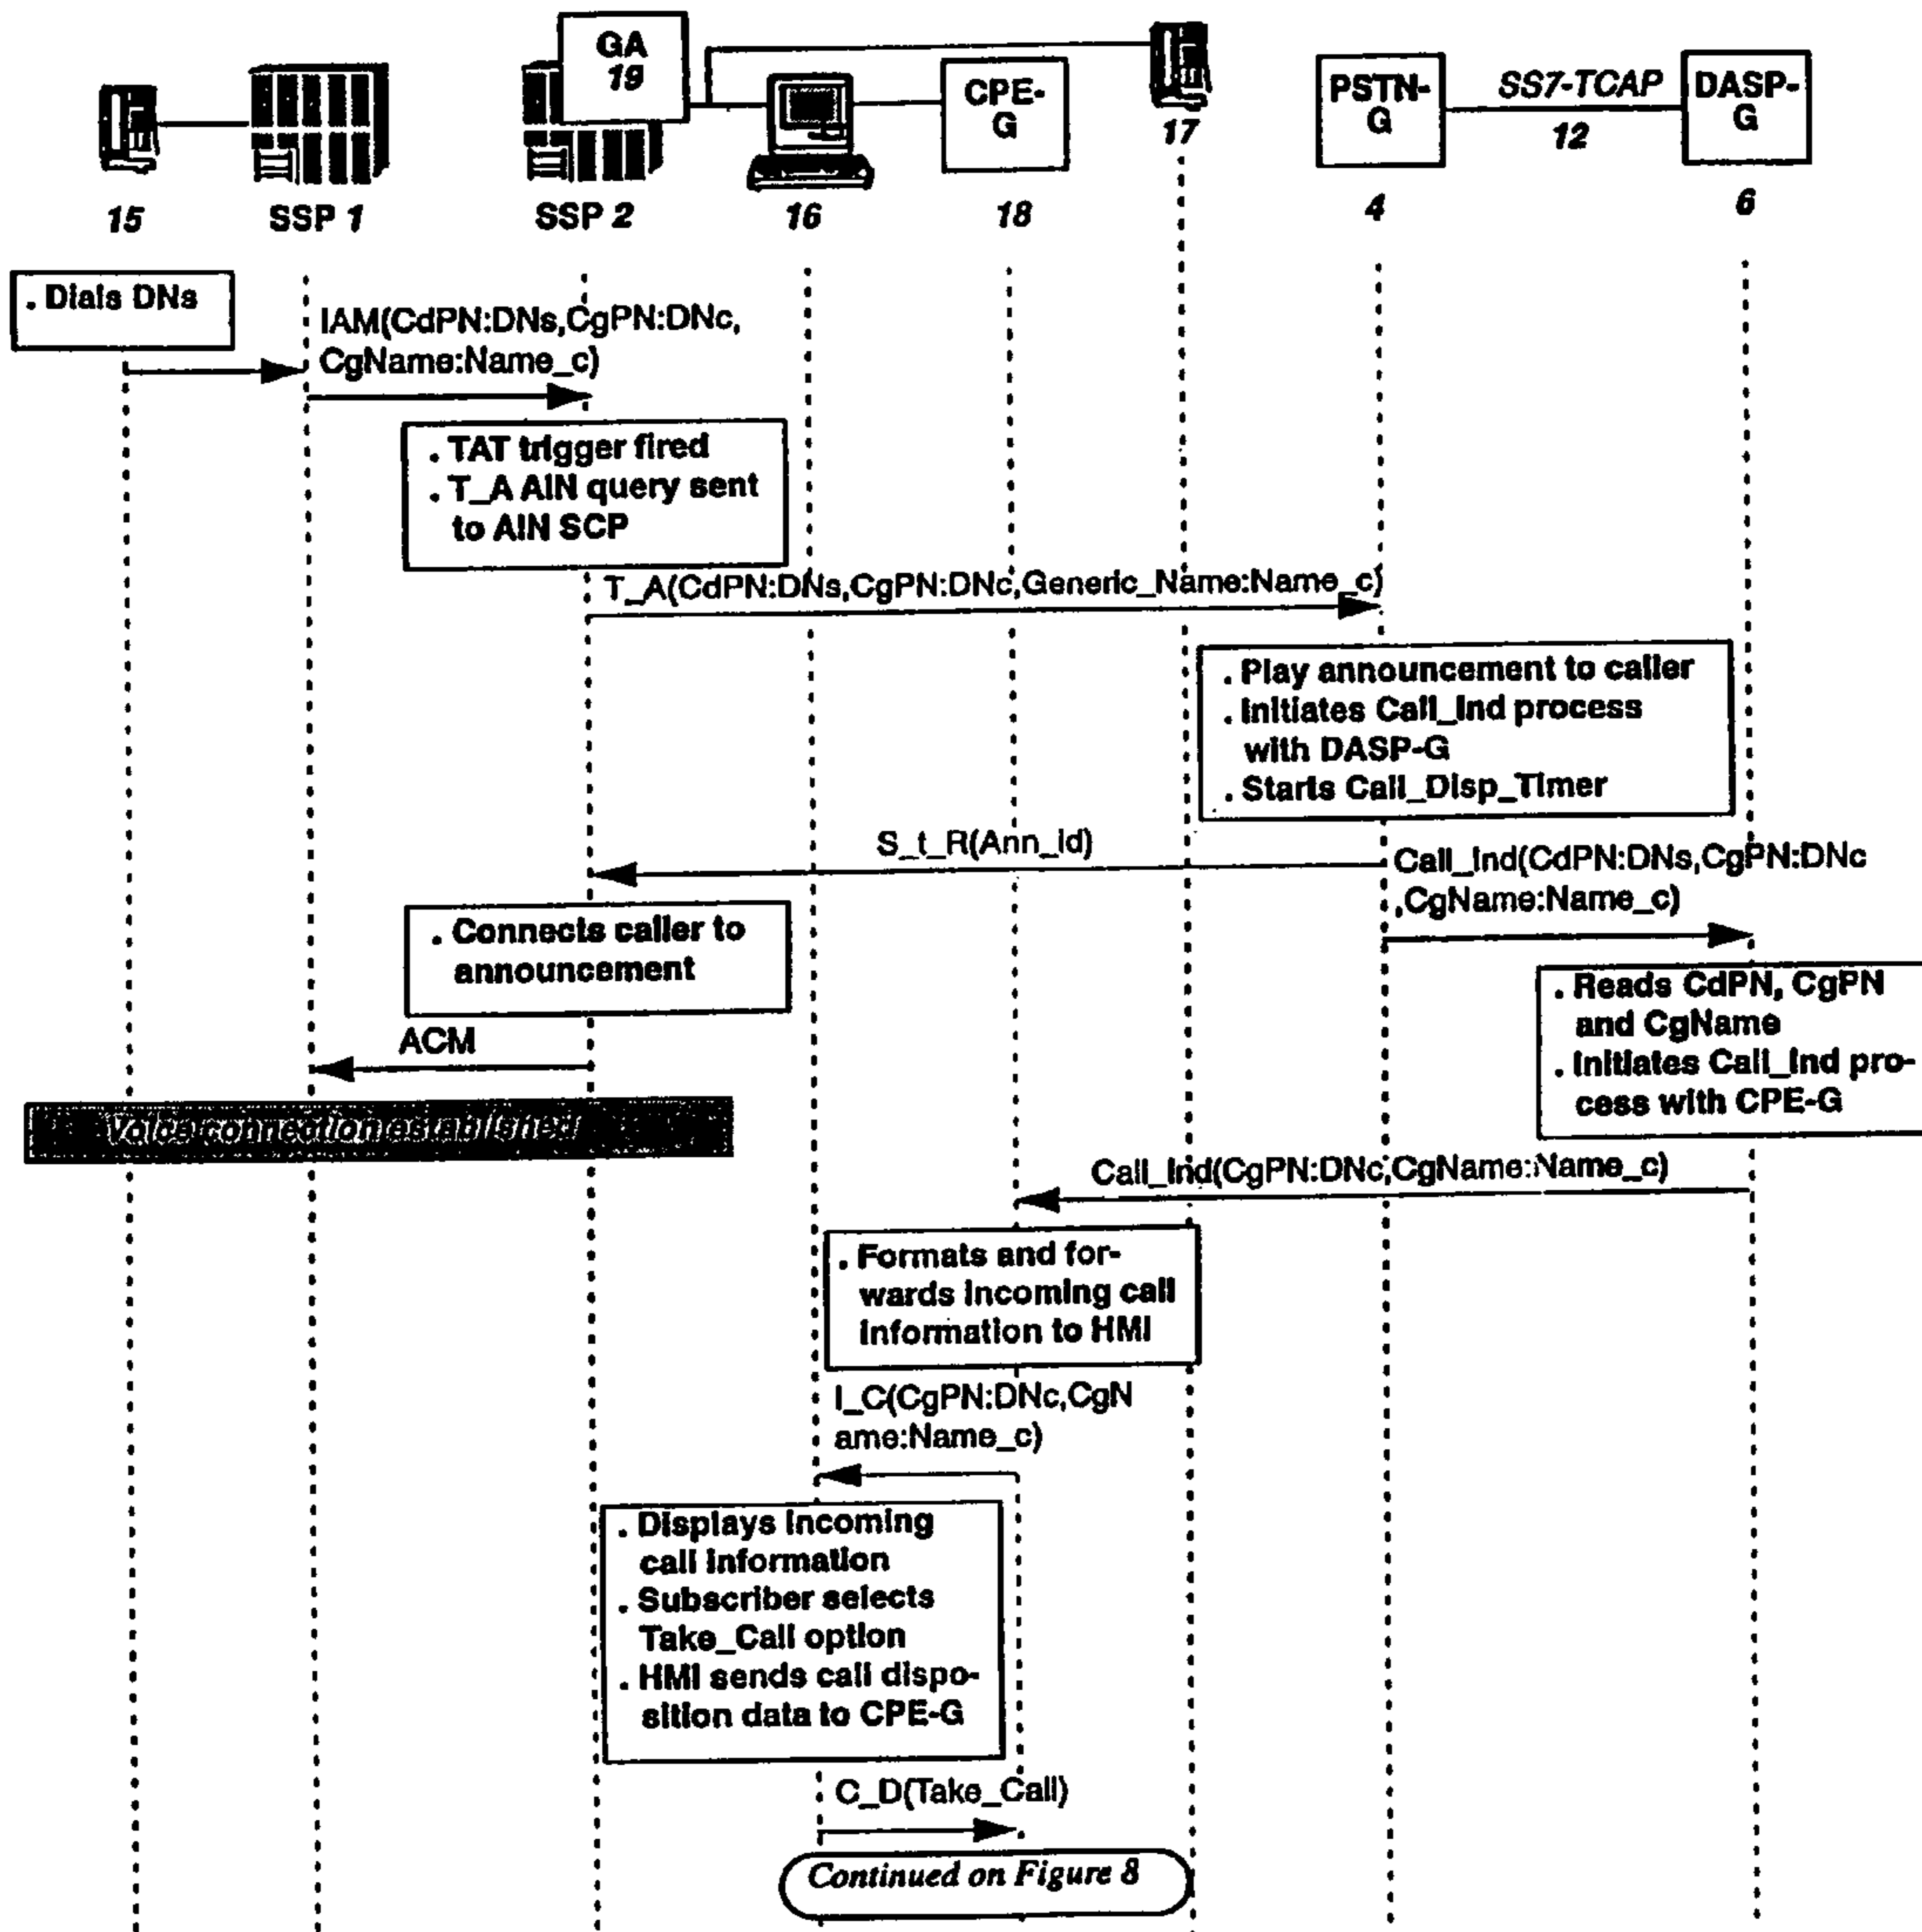 GA
19
CPE-
G
17
PSTN-
G
SS7-TCAP
12
DASP-
G
15
SSP 1
SSP 2
16
18
4
6
. Dials DNs
IAM(CdPN:DNs,CgPN:DNc,
CgName:Name_c)
. TAT trigger fired
. T_A AIN query sent
to AIN SCP
T_A(CdPN:DNs,CgPN:DNc,Generic_Name:Name_c)
. Play announcement to caller
. Initiates Call_Ind process
with DASP-G
. Starts Call_Disp_Timer
S_t_R(Ann_id)
Call_Ind(CdPN:DNs,CgPN:DNc
,CgName:Name_c)
. Connects caller to
announcement
. Reads CdPN, CgPN
and CgName
. Initiates Call_Ind pro-
cess with CPE-G
ACM
Voice connection established
Call_Ind(CgPN:DNc,CgName:Name_c)
. Formats and for-
wards incoming call
information to HMI
I_C(CgPN:DNc,CgN
ame:Name_c)
. Displays incoming
call information
. Subscriber selects
Take_Call option
. HMI sends call dispo-
sition data to CPE-G
C_D(Take_Call)
Continued on Figure 8